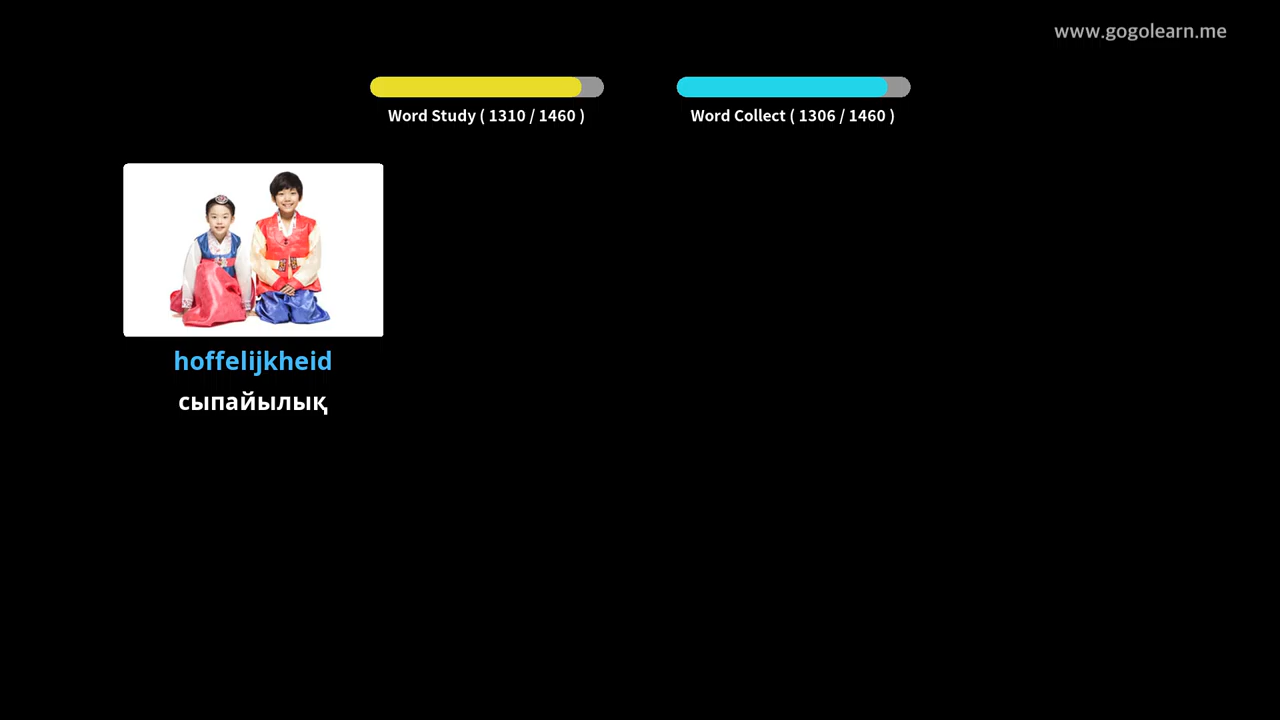 www.gogolearn.me
Word Study ( 1310 / 1460 )
Word Collect ( 1306 / 1460 )
hoffelijkheid
сыпайылық